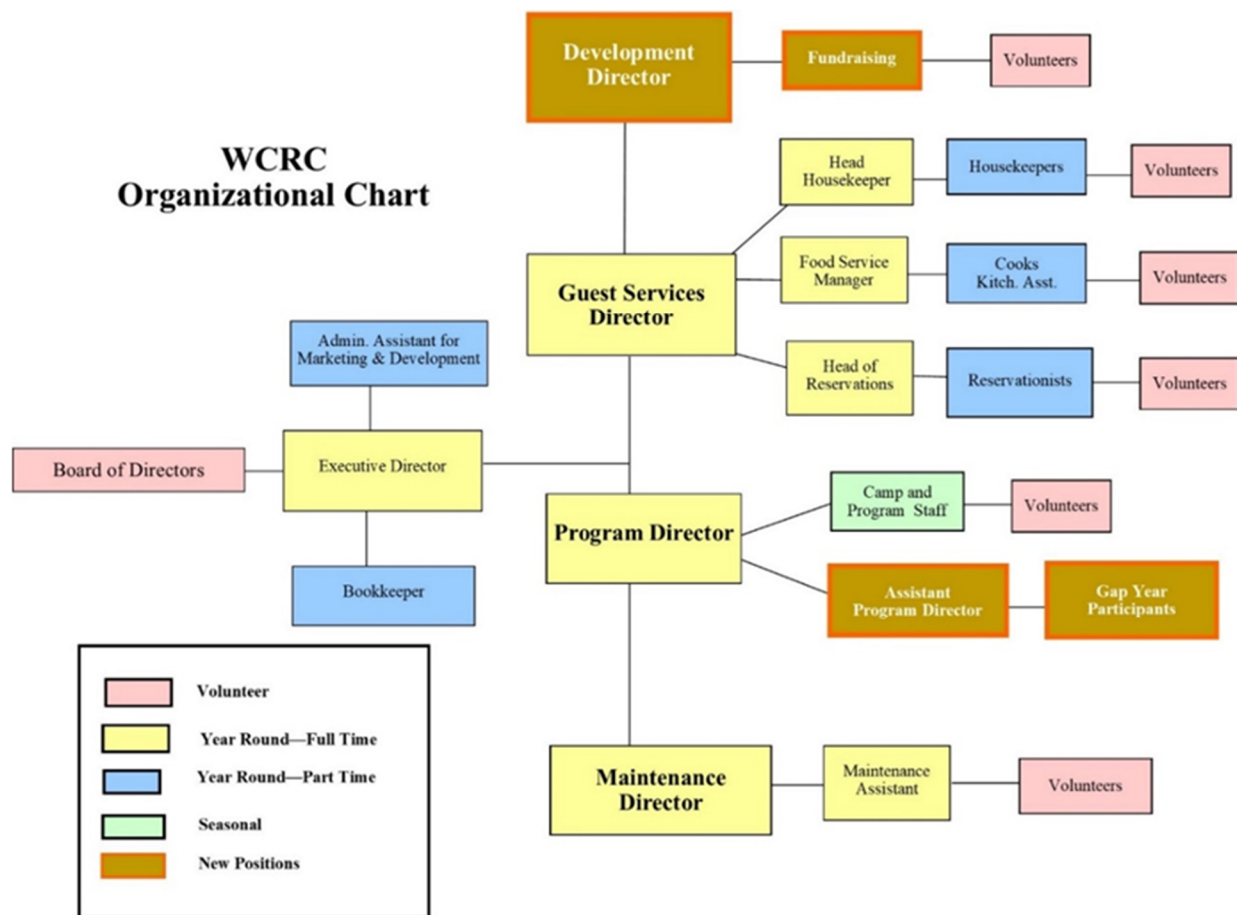 Development
Director
Fundraising
Volunteers
WCRC
Organizational Chart
Head
Housekeeper
Housekeepers
Volunteers
Guest Services
Director
Food Service
Manager
Cooks
Kitch. Asst.
Volunteers
Head of
Reservations
Reservationists
Volunteers
Admin. Assistant for
Marketing & Development
Board of Directors
Executive Director
Bookkeeper
Program Director
Camp and
Program Staff
Volunteers
Assistant
Program Director
Gap Year
Participants
Maintenance
Director
Maintenance
Assistant
Volunteers
Volunteer
Year Round—Full Time
Year Round—Part Time
Seasonal
New Positions